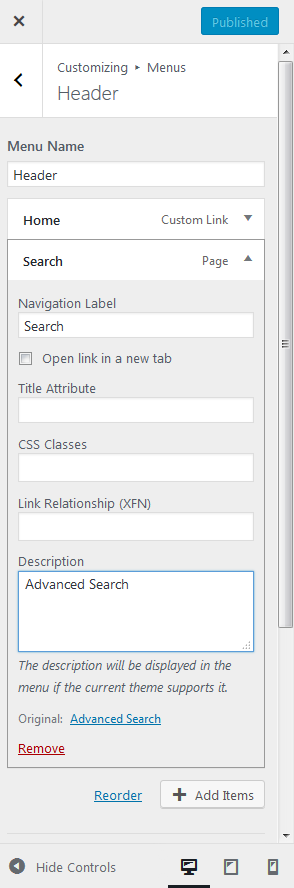 Published
Customizing ▸ Menus
Header
Menu Name
Header
Home Custom Link
Search Page
Navigation Label
Search
Open link in a new tab
Title Attribute
CSS Classes
Link Relationship (XFN)
Description
Advanced Search
The description will be displayed in the
menu if the current theme supports it.
Original: Advanced Search
Remove
Reorder Add Items
Hide Controls